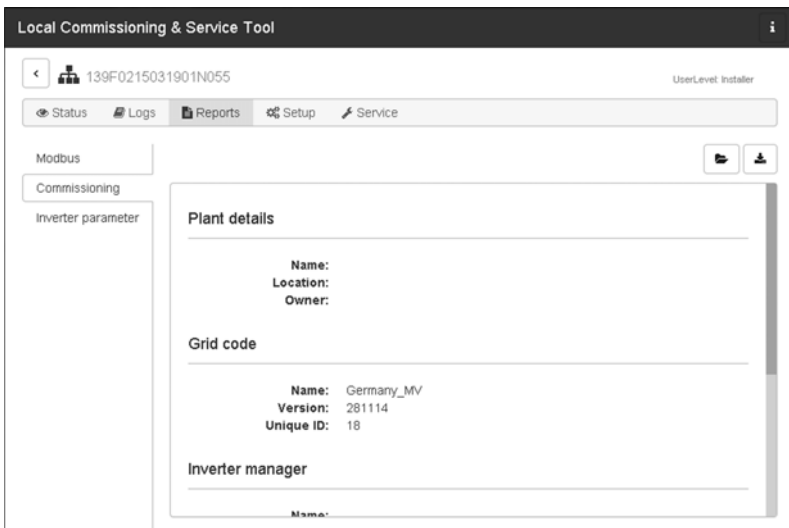 Local Commissioning & Service Tool
i
139F0215031901N055
UserLevel: Installer
Status Logs Reports Setup Service
Modbus
Commissioning
Inverter parameter
Plant details
Name:
Location:
Owner:
Grid code
Name: Germany_MV
Version: 281114
Unique ID: 18
Inverter manager
Name: